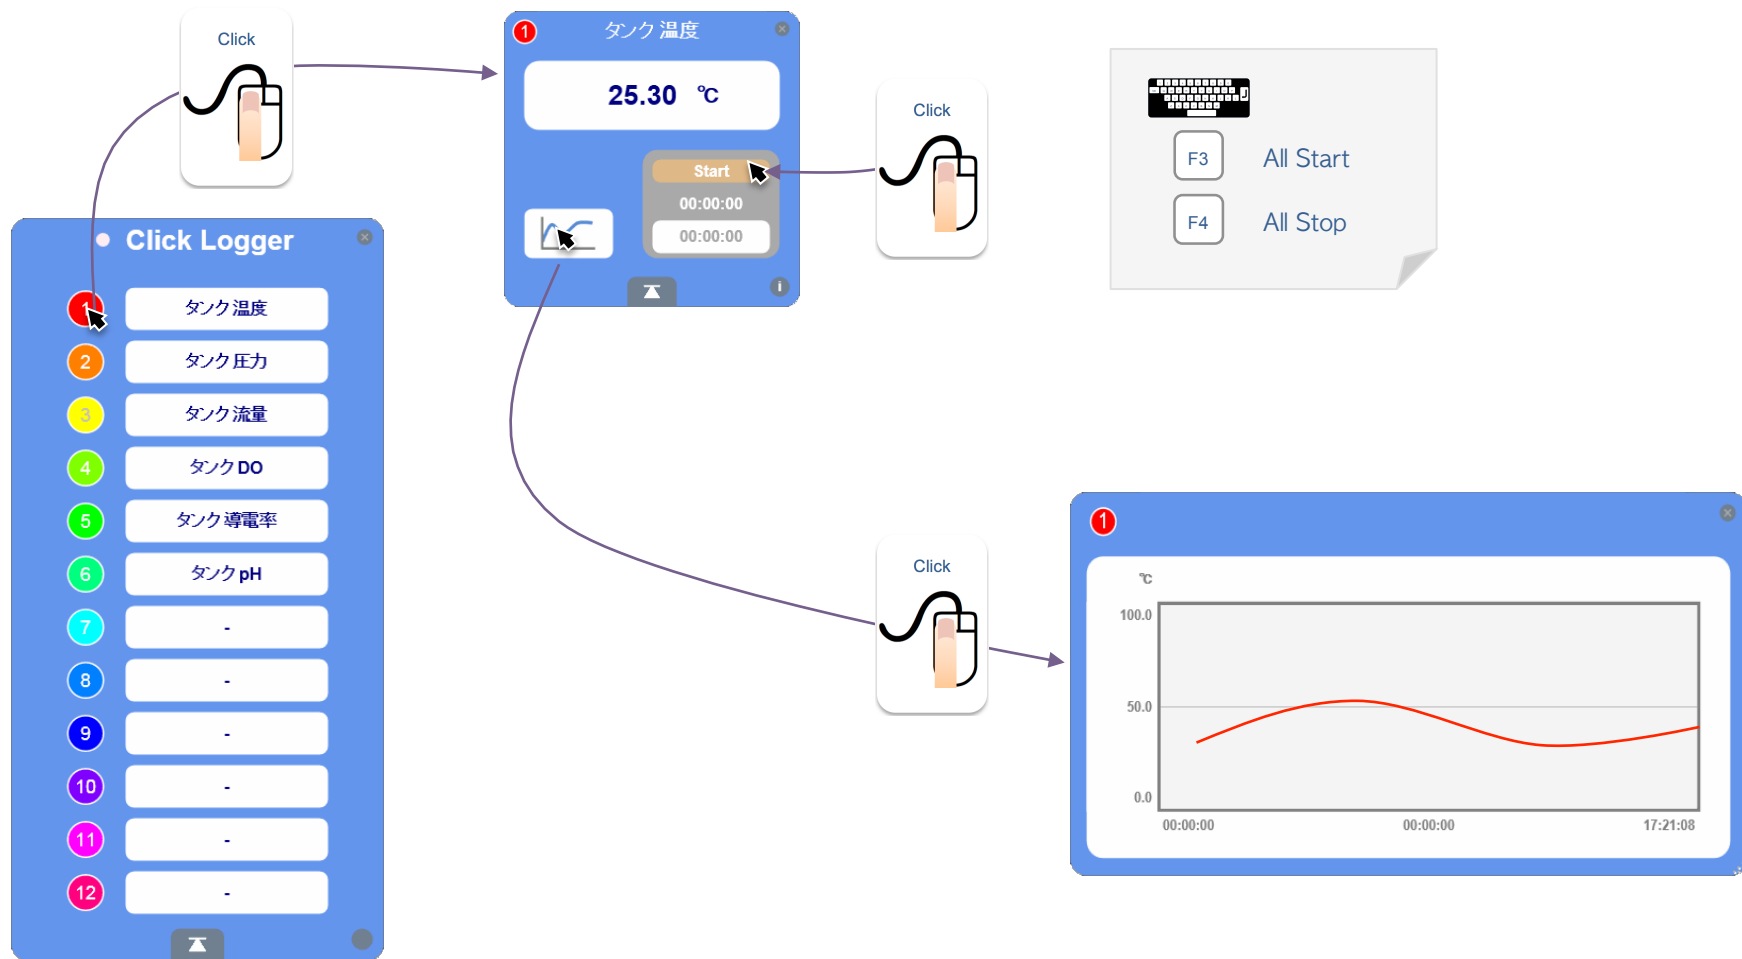 Click
Click Logger
1 タンク温度
2 タンク圧力
3 タンク流量
4 タンクDO
5 タンク導電率
6 タンクpH
7 -
8 -
9 -
10 -
11 -
12 -
1 タンク温度
25.30 ℃
Start
00:00:00
00:00:00
i
Click
F3 All Start
F4 All Stop
Click
1
℃
100.0
50.0
0.0
00:00:00 00:00:00 17:21:08